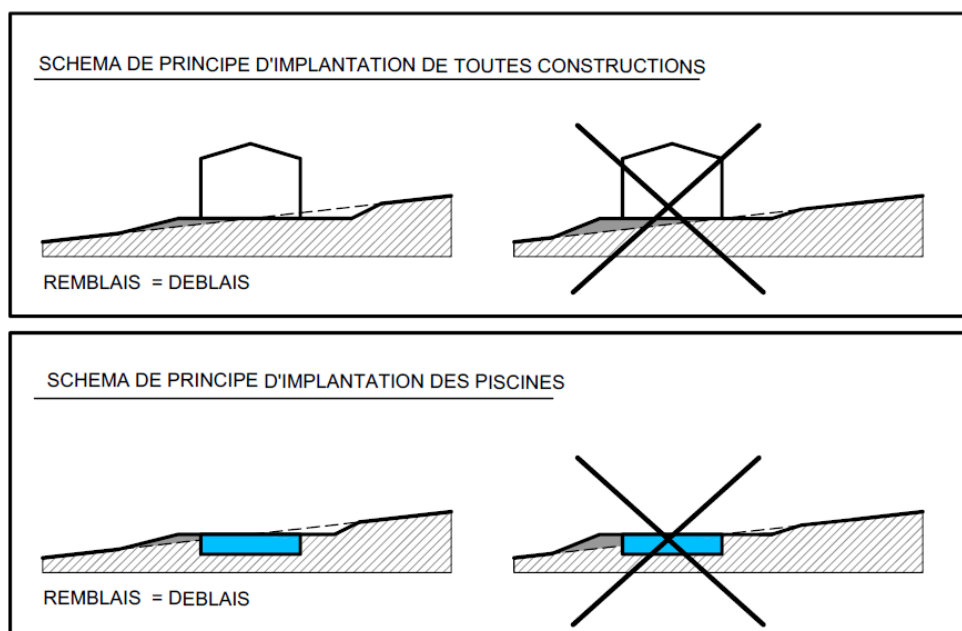 SCHEMA DE PRINCIPE D'IMPLANTATION DE TOUTES CONSTRUCTIONS
REMBLAIS = DEBLAIS
SCHEMA DE PRINCIPE D'IMPLANTATION DES PISCINES
REMBLAIS = DEBLAIS